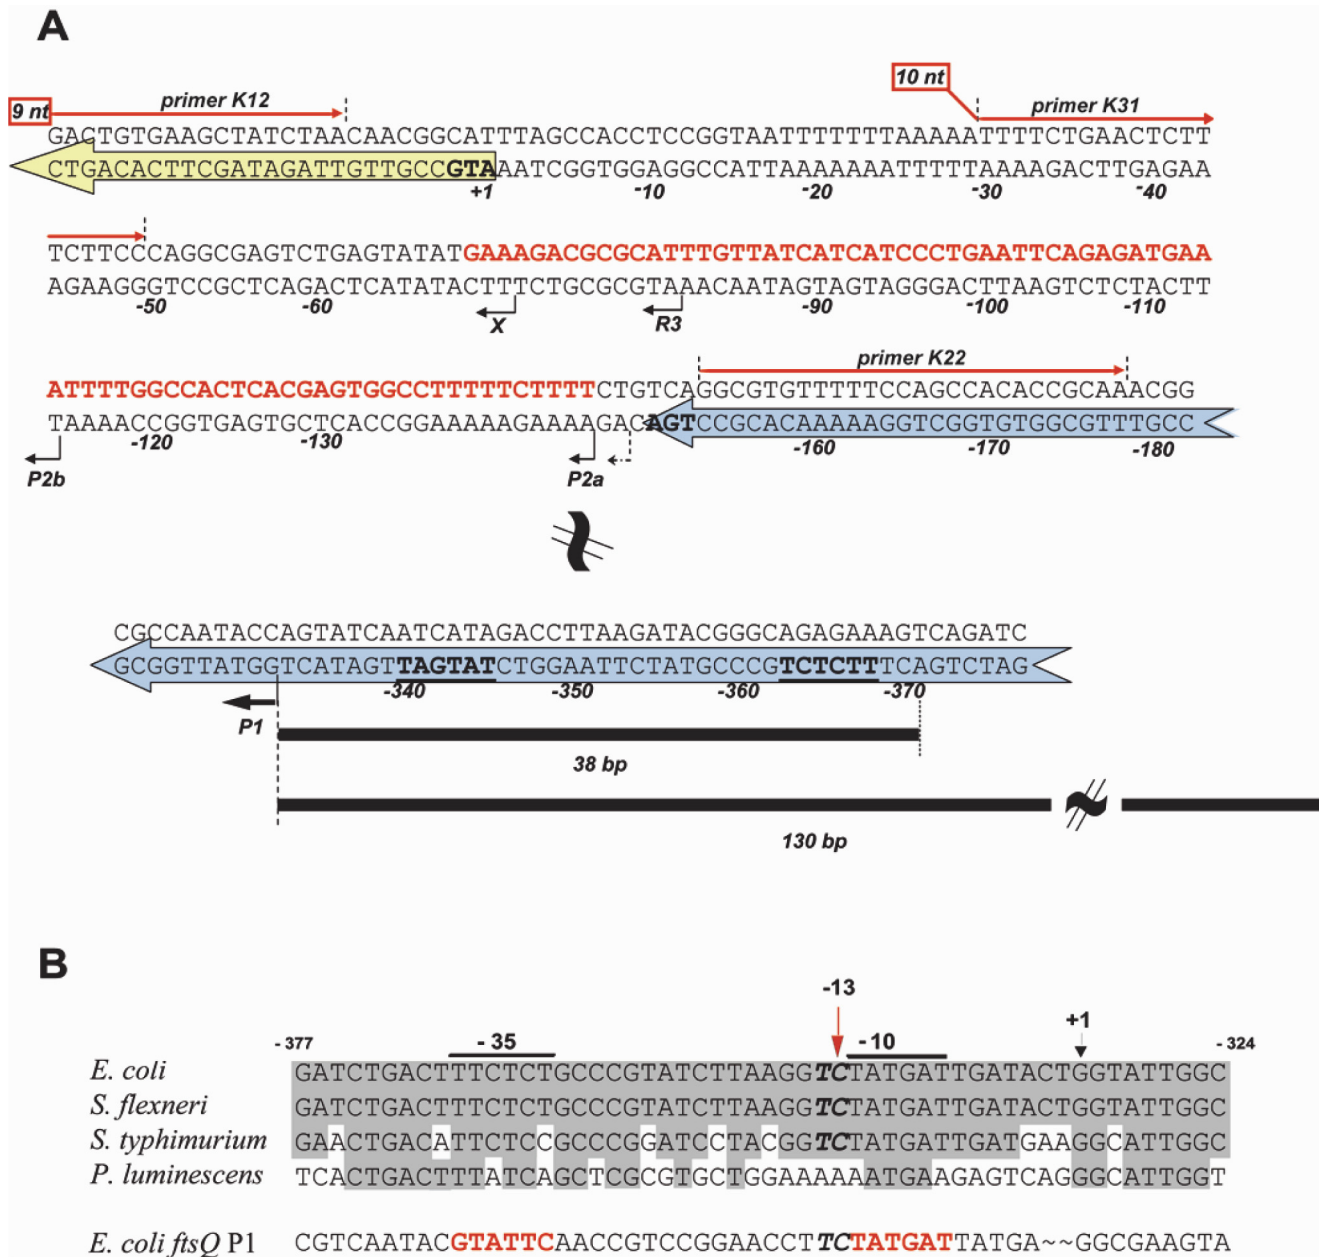 A
10 nt
9 nt primer K12 primer K31
GACTGTGAAGCTATCTAACAACGGCATTTAGCCACCTCCGGTAATTTTTTTAAAAATTTTCTGAACTCTT
CTGACACTTCGATAGATTGTTGCCGTAAATCGGTGGAGGCCATTAAAAAAATTTTTAAAAGACTTGAGAA
+1 -10 -20 -30 -40
TCTTCCCAGGCGAGTCTGAGTATATGAAAGACGCGCATTTGTTATCATCATCCCTGAATTCAGAGATGAA
AGAAGGGTCCGCTCAGACTCATATACTTTCTGCGCGTAAACAATAGTAGTAGGGACTTAAGTCTCTACTT
-50 -60 X R3 -90 -100 -110
primer K22
ATTTTGGCCACTCACGAGTGGCCTTTTTCTTTTCTGTCAGGCGTGTTTTTCCAGCCACACCGCAAACGG
TAAAACCGGTGAGTGCTCACCGGAAAAAGAAAAGACAGTCCGCACAAAAAGGTCGGTGTGGCGTTTGCC
-120 -130 -160 -170 -180
P2b P2a
CGCCAATACCAGTATCAATCATAGACCTTAAGATACGGGCAGAGAAAGTCAGATC
GCGGTTATGGTCATAGTTAGTATCTGGAATTCTATGCCCGTCTCTTTCAGTCTAG
-340 -350 -360 -370
P1
38 bp
130 bp
B
-13
-377 -35 -10 +1 -324
E. coli GATCTGACTTTCTCTGCCCGTATCTTAAGGTCTATGATTGATACTGGTATTGGC
S. flexneri GATCTGACTTTCTCTGCCCGTATCTTAAGGTCTATGATTGATACTGGTATTGGC
S. typhimurium GAACTGACATTCTCCGCCCGGATCCTACGGTCTATGATTGATGAAGGCATTGGC
P. luminescens TCACTGACTTTATCAGCTCGCGTGCTGGAAAAAAATGAAGAGTCAGGGCATTGGT
E. coli ftsQ P1 CGTCAATACGTATTCAACCGTCCGGAACCTTCTATGATTATGA~~GGCGAAGTA